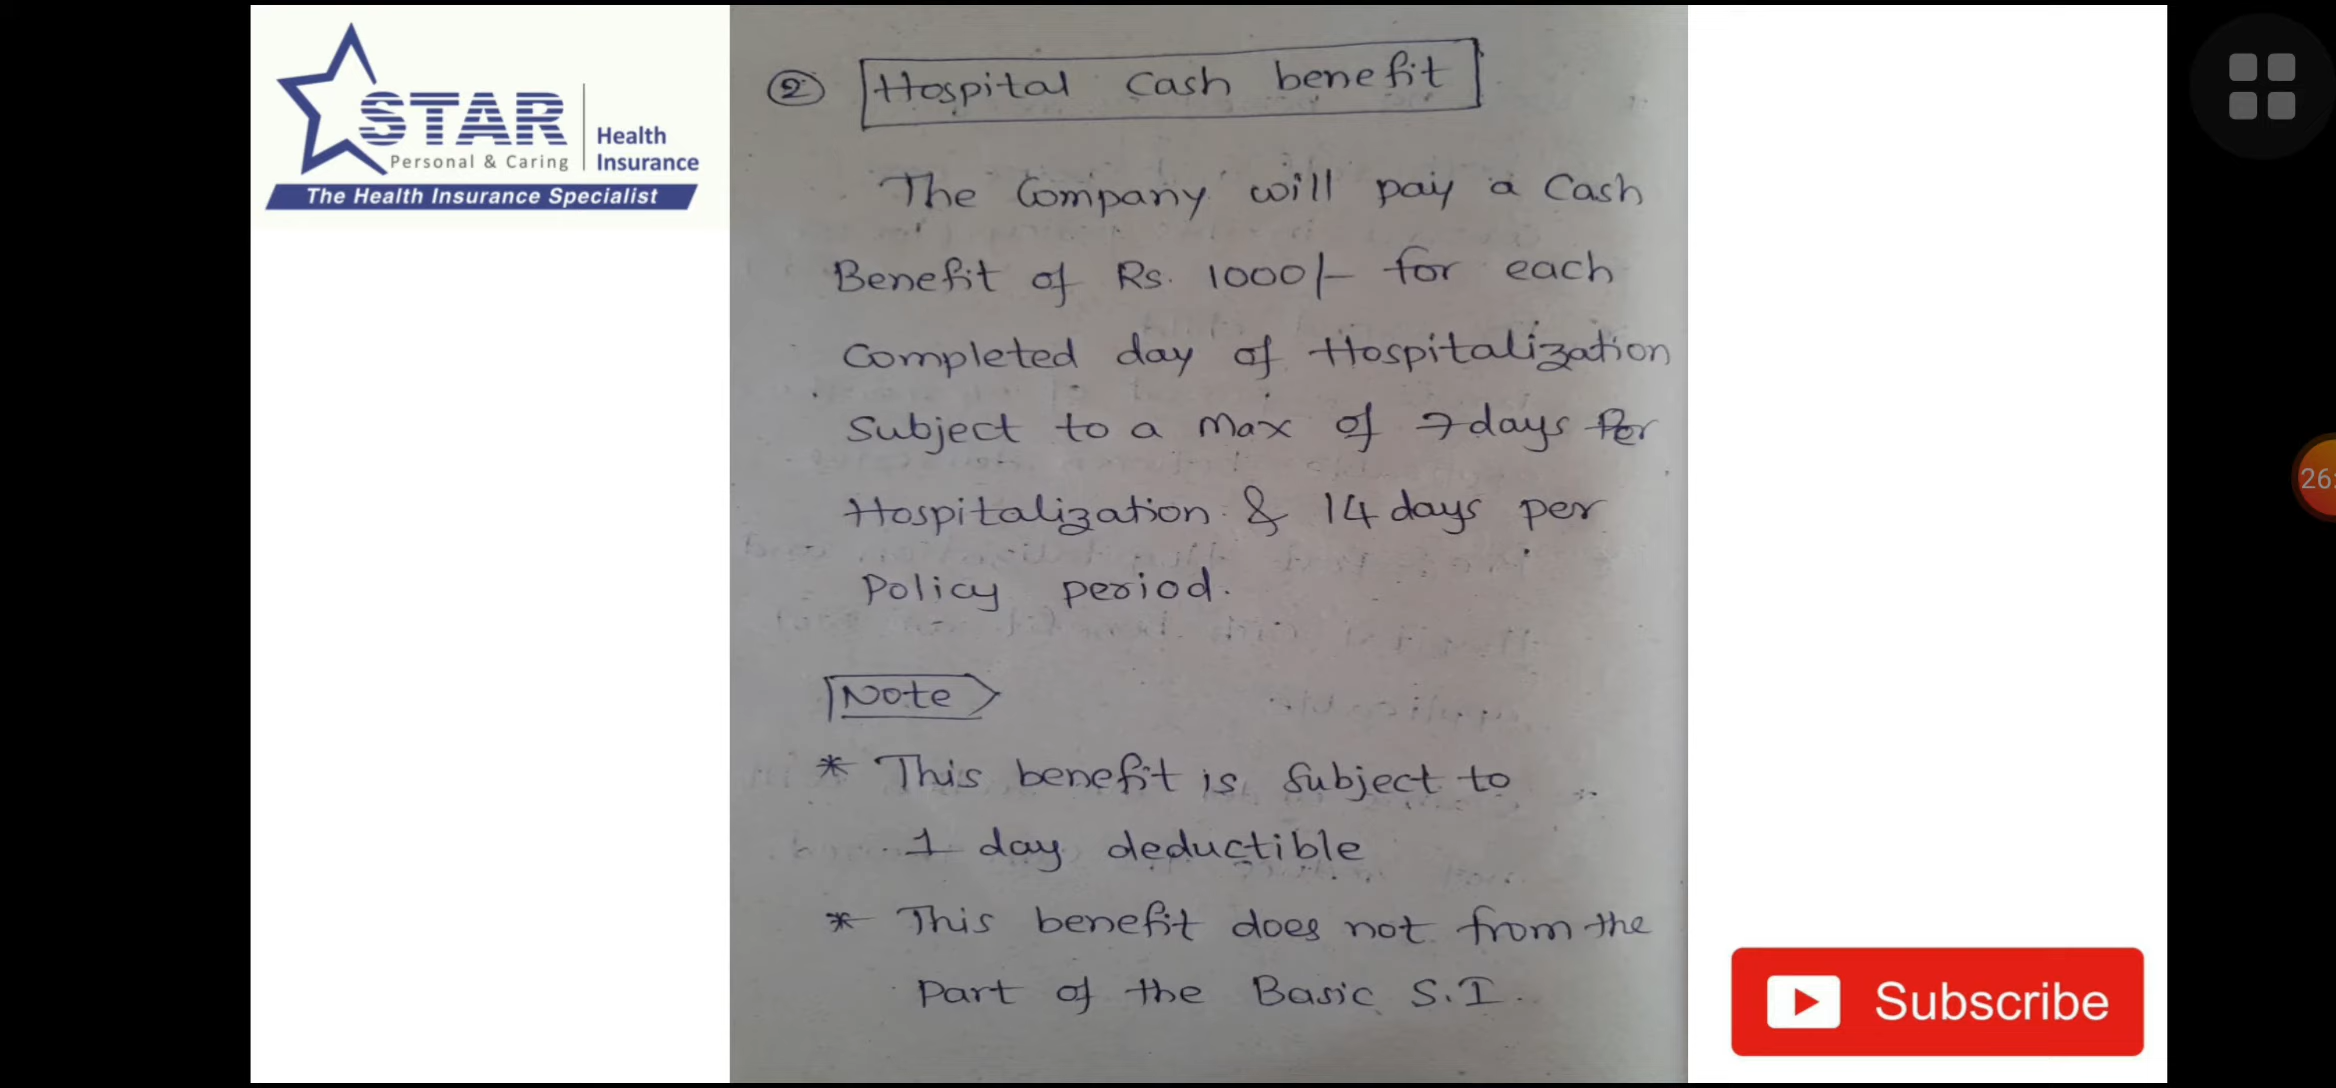 STAR
Personal & Caring
Health
Insurance
The Health Insurance Specialist
2 Hospital Cash benefit
The Company will pay a Cash
Benefit of Rs. 1000/- for each
Completed day of Hospitalization
Subject to a Max of 7 days Per
Hospitalization & 14 days per
Policy period.
Note
* This benefit is Subject to
1 day deductible
* This benefit does not from the
Part of the Basic S.I.
26:
Subscribe